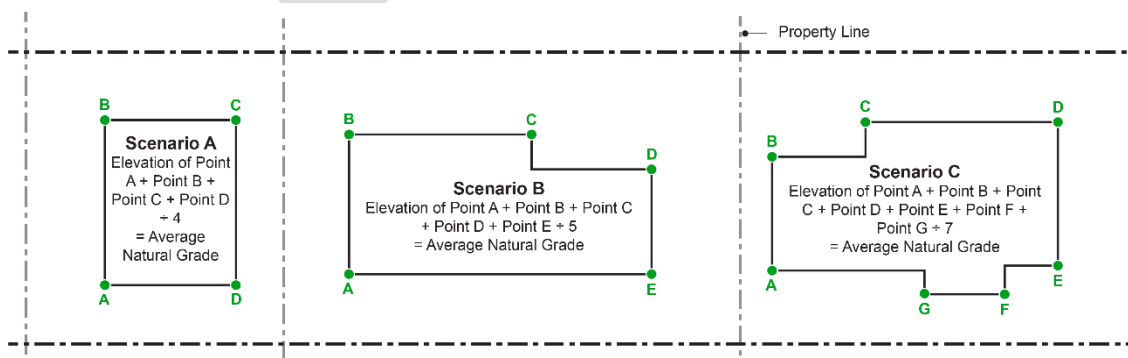 Property Line
B
C
Scenario A
Elevation of Point
A + Point B +
Point C + Point D
÷ 4
= Average
Natural Grade
A
D
B
C
D
Scenario B
Elevation of Point A + Point B + Point C
+ Point D + Point E ÷ 5
= Average Natural Grade
A
E
C
D
B
Scenario C
Elevation of Point A + Point B + Point
C + Point D + Point E + Point F +
Point G ÷ 7
= Average Natural Grade
A
E
G
F